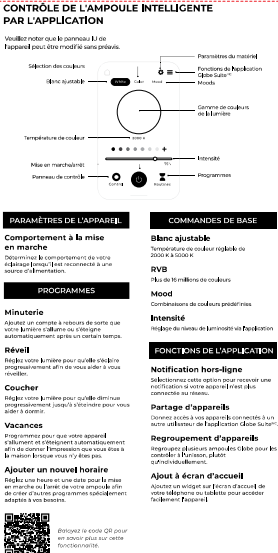 CONTRÔLE DE L'AMPOULE INTELLIGENTE
PAR L'APPLICATION
Veuillez noter que le panneau IU de
l'appareil peut être modifié sans préavis.
Paramètres du matériel
Sélection des couleurs
Fonctions de l'application
Globe Suite
Blanc ajustable
White
Color
Mood
Moods
Gamme de couleurs
de la lumière
Température de couleur
Intensité
Mise en marche/arrêt
Programmes
Panneau de contrôle
Control
Routines
PARAMÈTRES DE L'APPAREIL
Comportement à la mise
en marche
Déterminez le comportement de votre
éclairage lorsqu'il est reconnecté à une
source d'alimentation.
PROGRAMMES
Minuterie
Ajoutez un compte à rebours de sorte que
votre lumière s'allume ou s'éteigne
automatiquement après un certain temps.
Réveil
Réglez votre lumière pour qu'elle s'éclaire
progressivement afin de vous aider à vous
réveiller.
Coucher
Réglez votre lumière pour qu'elle diminue
progressivement jusqu'à s'éteindre pour vous
aider à dormir.
Vacances
Programmez pour que votre appareil
s'allument et s'éteignent automatiquement
afin de donner l'impression que vous êtes à
la maison lorsque vous n'y êtes pas.
Ajouter un nouvel horaire
Réglez une heure et une date pour la mise
en marche ou l'arrêt de votre ampoule afin
de créer d'autres programmes spécialement
adaptés à vos besoins.
Balayez le code QR pour
en savoir plus sur cette
fonctionnalité.
COMMANDES DE BASE
Blanc ajustable
Température de couleur réglable de
2000 K à 5000 K
RVB
Plus de 16 millions de couleurs
Mood
Combinaisons de couleurs prédéfinies
Intensité
Réglage du niveau de luminosité via l'application
FONCTIONS DE L'APPLICATION
Notification hors-ligne
Sélectionnez cette option pour recevoir une
notification si votre appareil n'est plus
connecté au réseau.
Partage d'appareils
Donnez accès à vos appareils connectés à un
autre utilisateur de l'application Globe Suite
Regroupement d'appareils
Regroupez plusieurs ampoules Globe pour les
contrôler à l'unisson, plutôt
qu'individuellement.
Ajout à écran d'accueil
Ajoutez un widget sur l'écran d'accueil de
votre téléphone ou tablette pour accéder
facilement l'appareil.